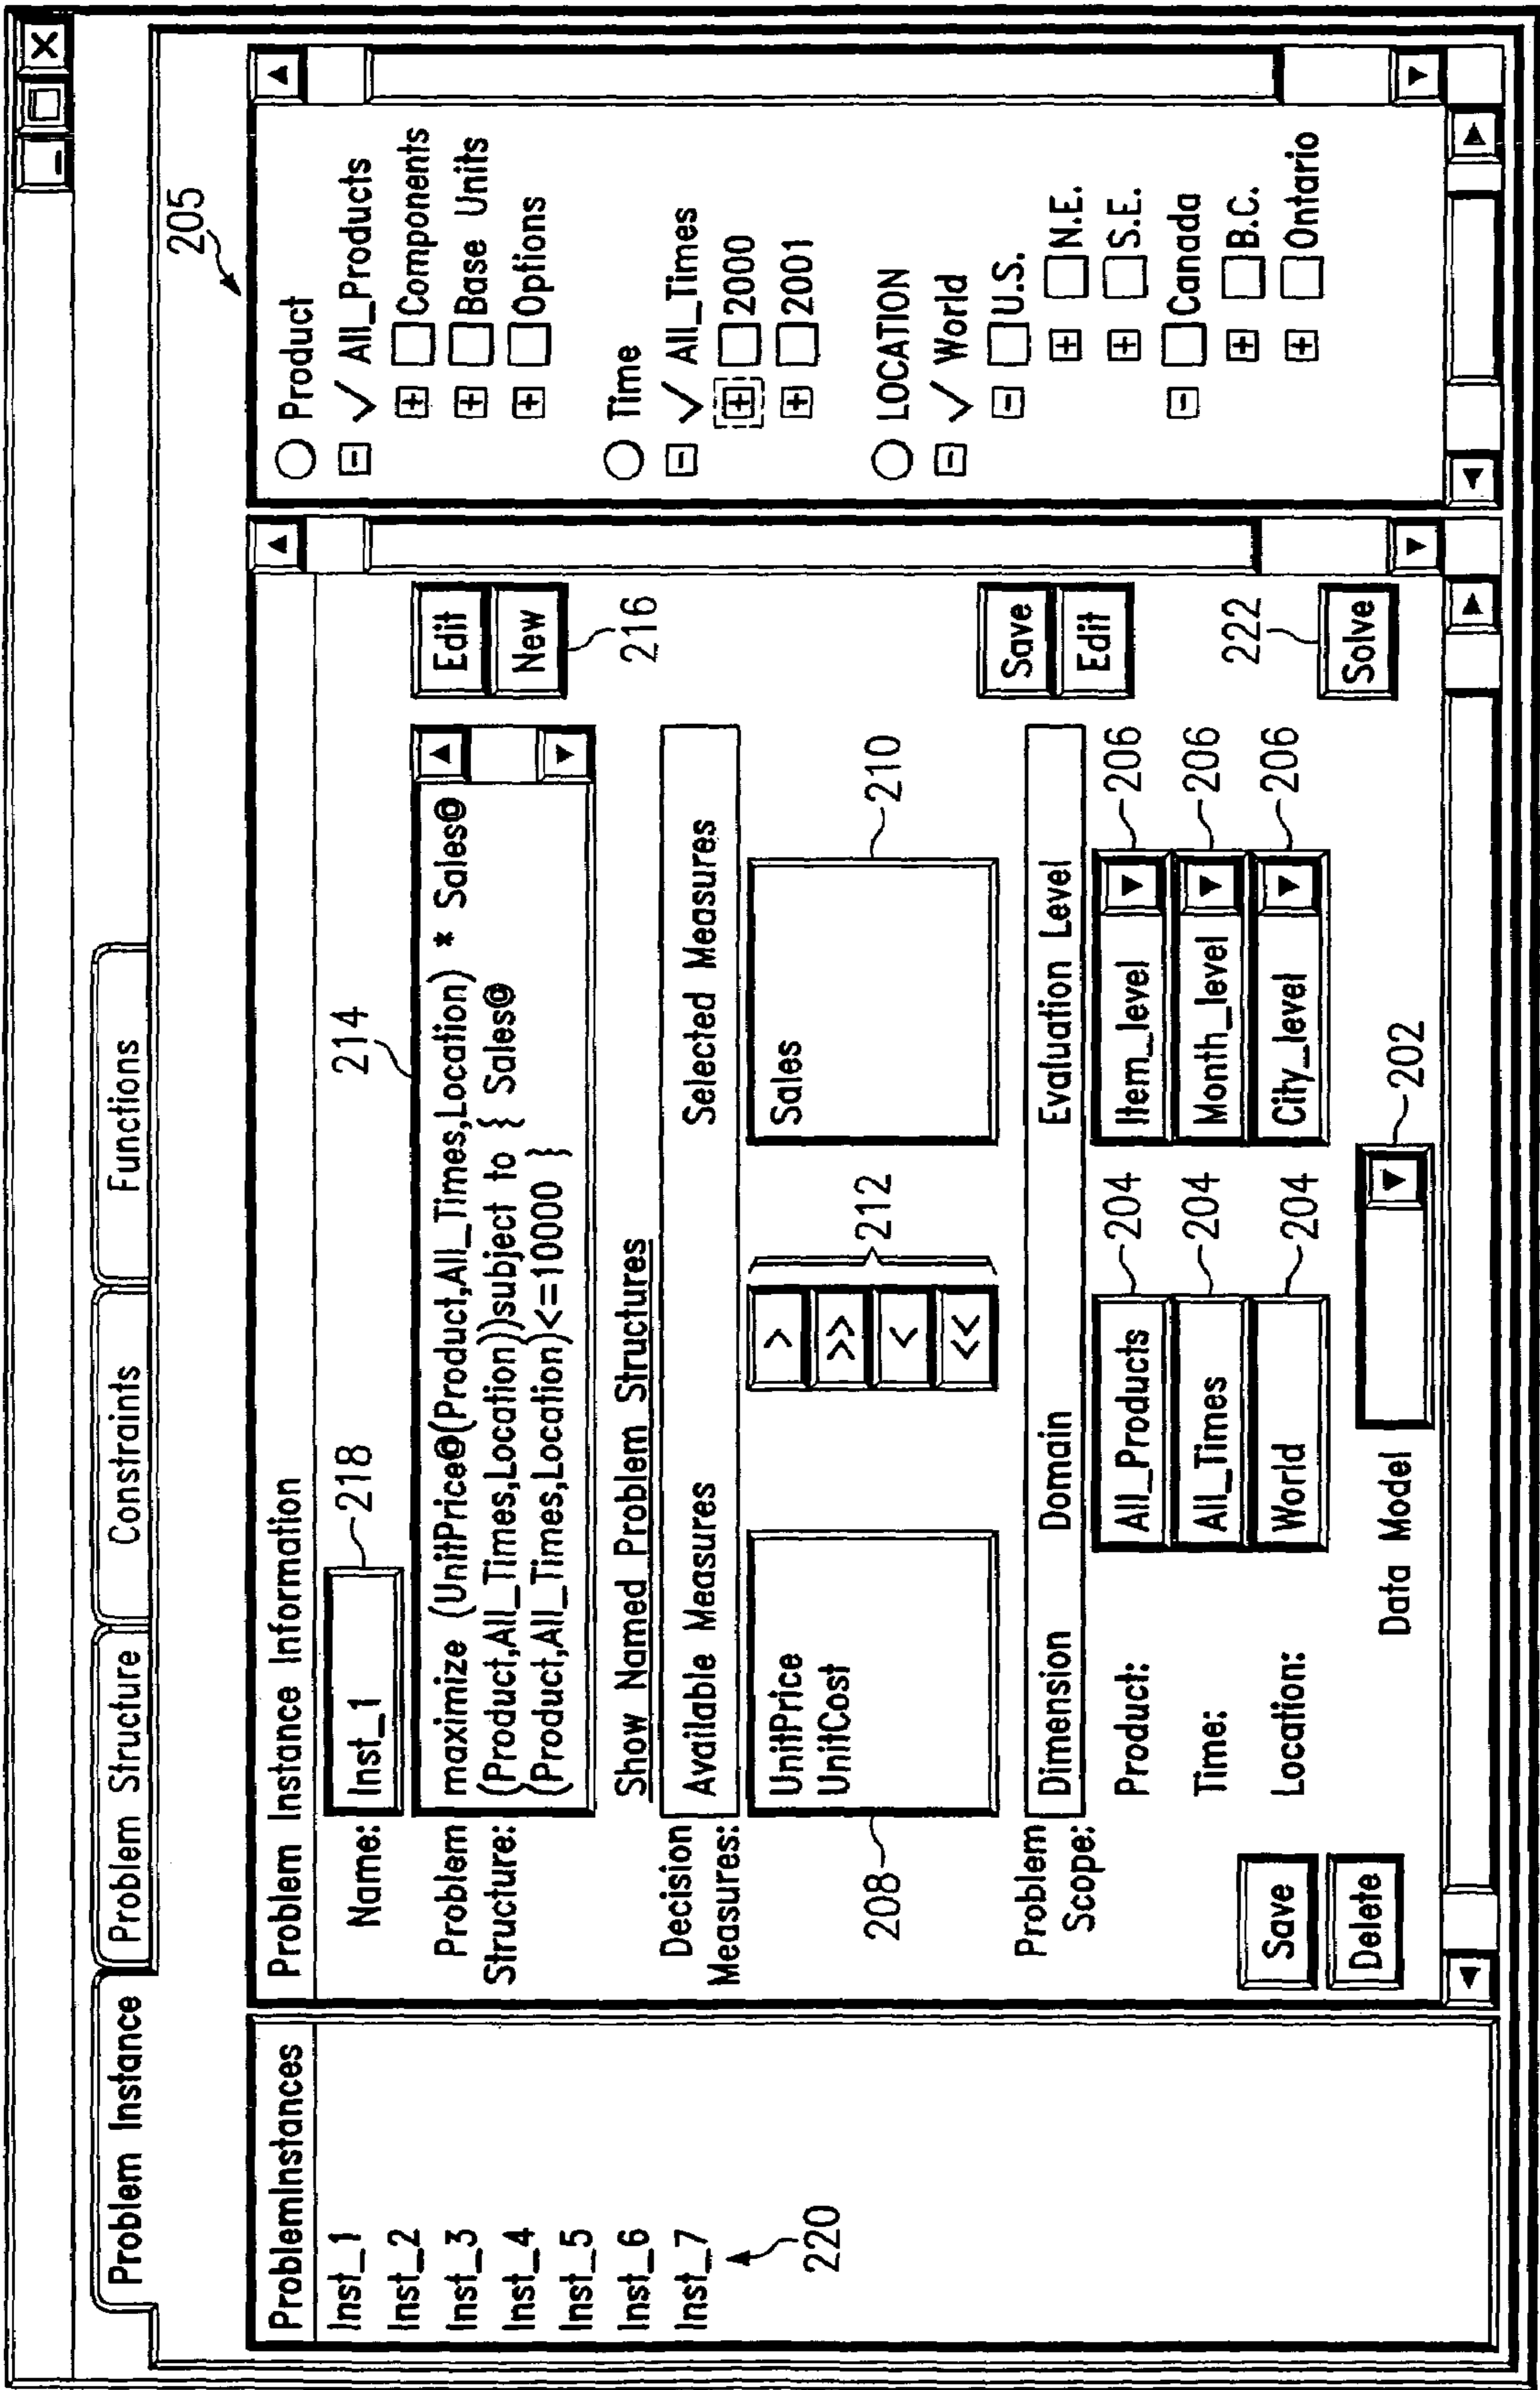 Problem Instance
Problem Structure
Constraints
Functions
ProblemInstances
Inst_1
Inst_2
Inst_3
Inst_4
Inst_5
Inst_6
Inst_7
220
Problem Instance Information
Name:
Inst_1
218
214
Problem
Structure:
maximize (UnitPrice@(Product,All_Times,Location) * Sales@
(Product,All_Times,Location))subject to { Sales@
(Product,All_Times,Location)<=10000 }
Edit
New
216
Show Named Problem Structures
Decision
Measures:
Available Measures
Selected Measures
UnitPrice
UnitCost
208
>
>>
<
<<
212
Sales
210
Save
Edit
Problem
Scope:
Dimension
Domain
Evaluation Level
Product:
All_Products
204
Item_level
206
Time:
All_Times
204
Month_level
206
Location:
World
204
City_level
206
Save
Delete
Data Model
202
222
Solve
205
Product
All_Products
Components
Base Units
Options
Time
All_Times
2000
2001
LOCATION
World
U.S.
N.E.
S.E.
Canada
B.C.
Ontario